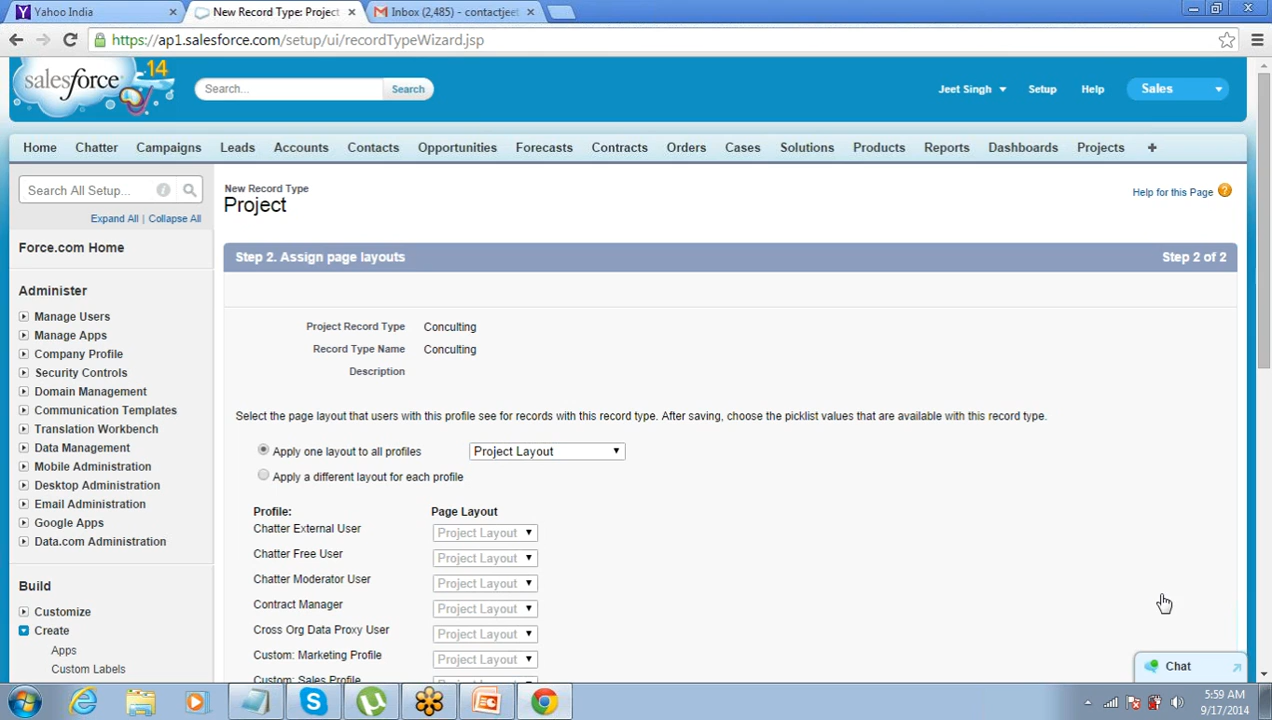 Yahoo India
New Record Type: Project
Inbox (2,485) - contactjeet
https://ap1.salesforce.com/setup/ui/recordTypeWizard.jsp
salesforce
14
Search...
Search
Jeet Singh
Setup
Help
Sales
Home
Chatter
Campaigns
Leads
Accounts
Contacts
Opportunities
Forecasts
Contracts
Orders
Cases
Solutions
Products
Reports
Dashboards
Projects
+
Search All Setup...
Expand All | Collapse All
Force.com Home
Administer
Manage Users
Manage Apps
Company Profile
Security Controls
Domain Management
Communication Templates
Translation Workbench
Data Management
Mobile Administration
Desktop Administration
Email Administration
Google Apps
Data.com Administration
Build
Customize
Create
Apps
Custom Labels
New Record Type
Project
Help for this Page
Step 2. Assign page layouts
Step 2 of 2
Project Record Type Conculting
Record Type Name Conculting
Description
Select the page layout that users with this profile see for records with this record type. After saving, choose the picklist values that are available with this record type.
Apply one layout to all profiles Project Layout
Apply a different layout for each profile
Profile: Page Layout
Chatter External User Project Layout
Chatter Free User Project Layout
Chatter Moderator User Project Layout
Contract Manager Project Layout
Cross Org Data Proxy User Project Layout
Custom: Marketing Profile Project Layout
Custom: Sales Profile
Chat
5:59 AM
9/17/2014